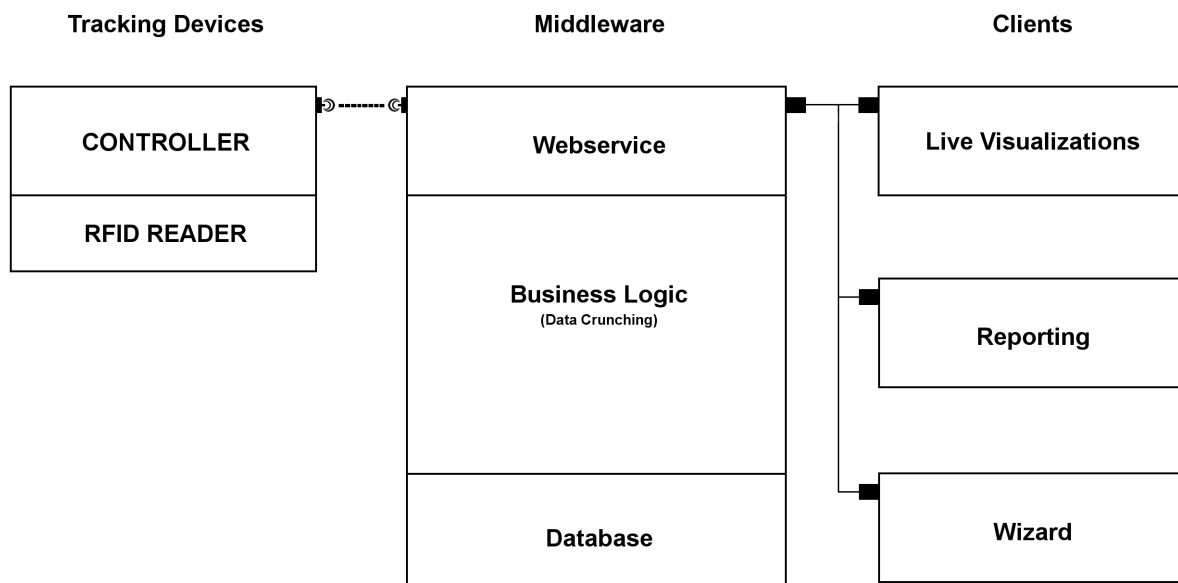 Tracking Devices
Middleware
Clients
CONTROLLER
RFID READER
Webservice
Business Logic
(Data Crunching)
Database
Live Visualizations
Reporting
Wizard